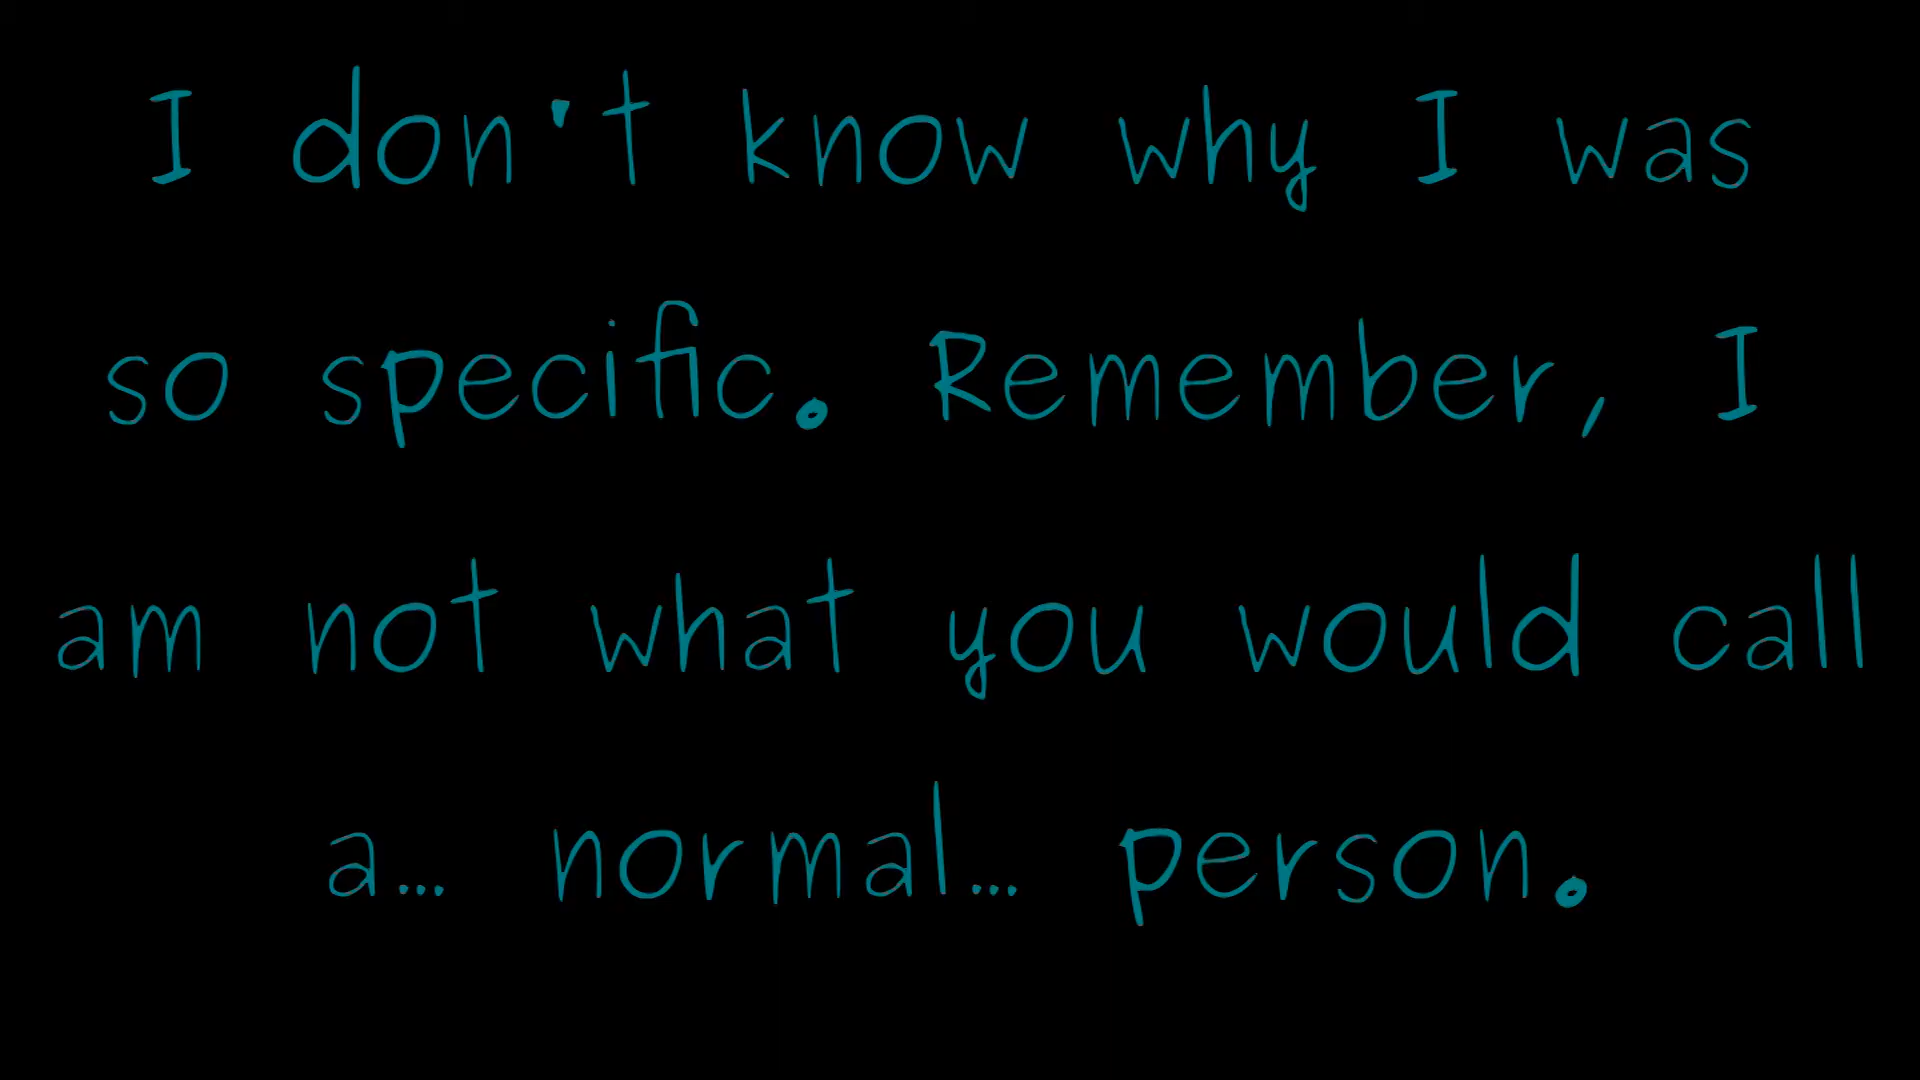 I don't know why I was
so specific. Remember, I
am not what you would call
a... normal... person.